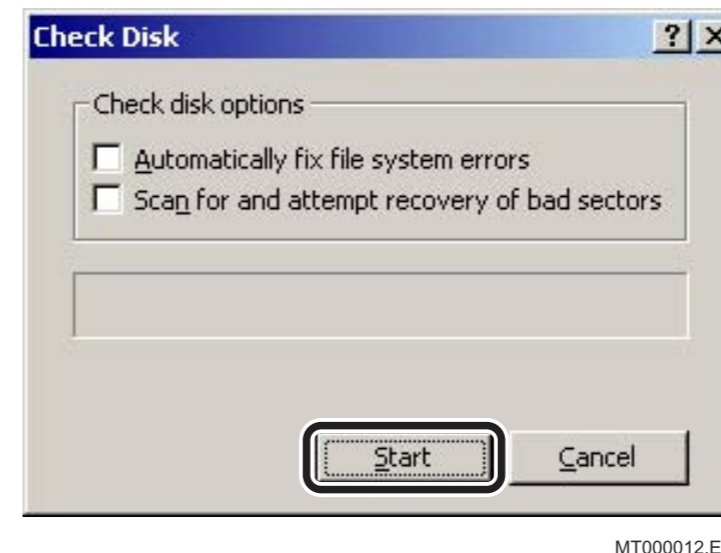 Check Disk
Check disk options
Automatically fix file system errors
Scan for and attempt recovery of bad sectors
Start Cancel
MT000012.E